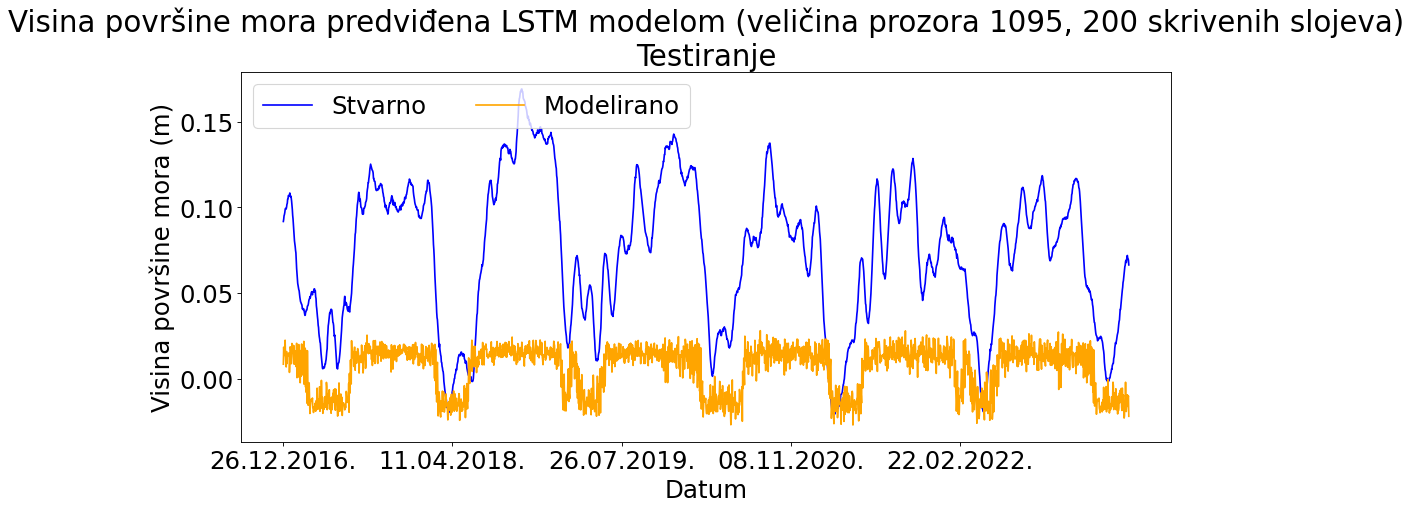 Visina površine mora predviđena LSTM modelom (veličina prozora 1095, 200 skrivenih slojeva)
Testiranje
Stvarno
Modelirano
Visina površine mora (m)
0.15
0.10
0.05
0.00
26.12.2016.
11.04.2018.
26.07.2019.
08.11.2020.
22.02.2022.
Datum